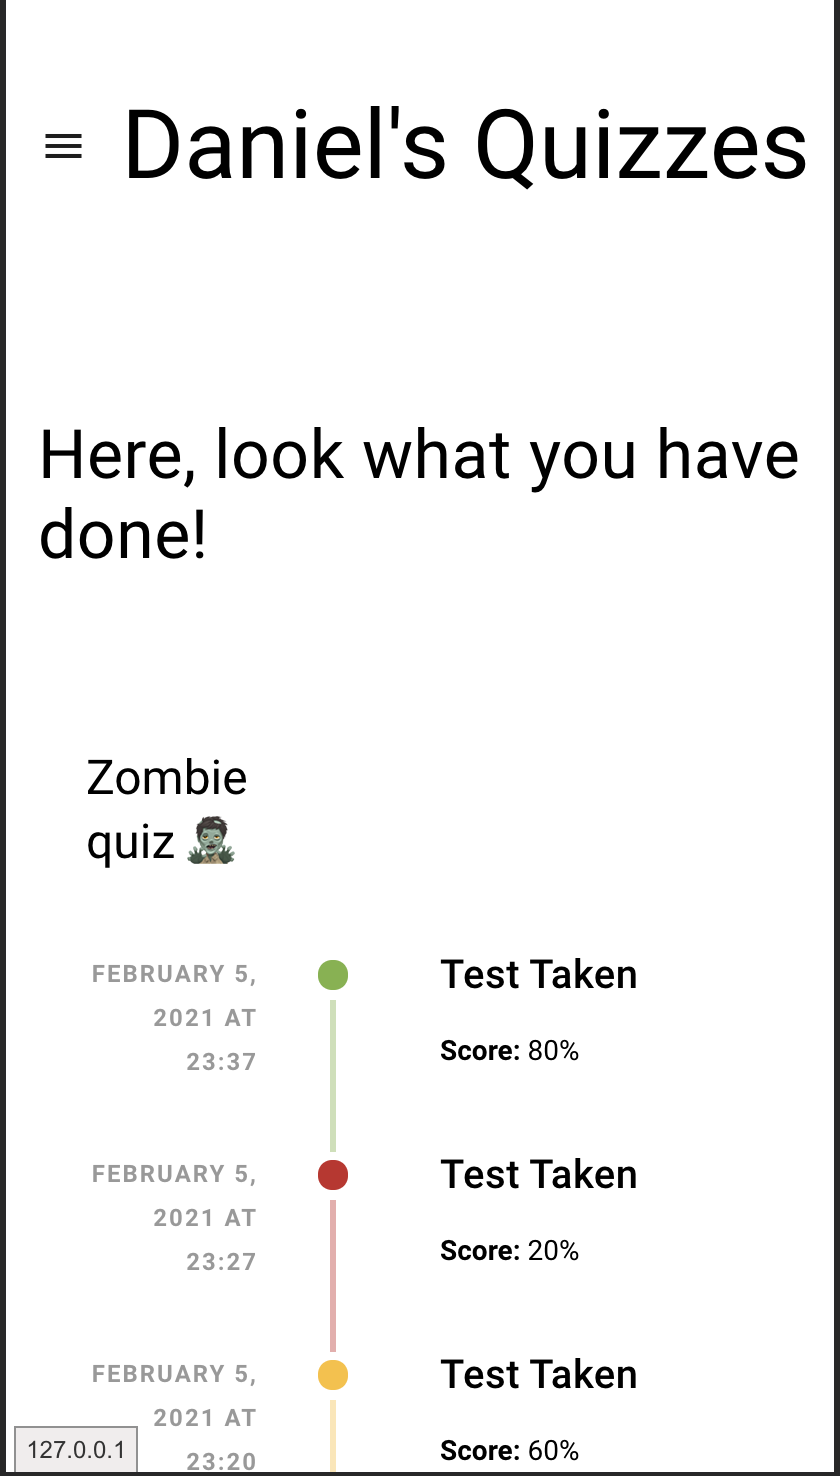 Daniel's Quizzes
Here, look what you have
done!
Zombie
quiz 🧟
FEBRUARY 5,
2021 AT
23:37
Test Taken
Score: 80%
FEBRUARY 5,
2021 AT
23:27
Test Taken
Score: 20%
FEBRUARY 5,
2021 AT
23:20
Test Taken
Score: 60%
127.0.0.1